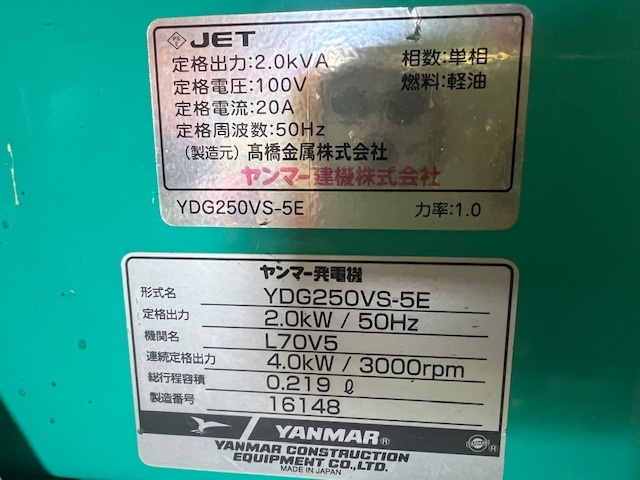 PS E JET
定格出力:2.0kVA 相数:単相
定格電圧:100V 燃料:軽油
定格電流:20A
定格周波数:50Hz
(製造元)髙橋金属株式会社
ヤンマー建機株式会社
YDG250VS-5E 力率:1.0
ヤンマー発電機
形式名 YDG250VS-5E
定格出力 2.0kW / 50Hz
機関名 L70V5
連続定格出力 4.0kW / 3000rpm
総行程容積 0.219 ℓ
製造番号 16148
YANMAR®
YANMAR CONSTRUCTION
EQUIPMENT CO.,LTD.
MADE IN JAPAN